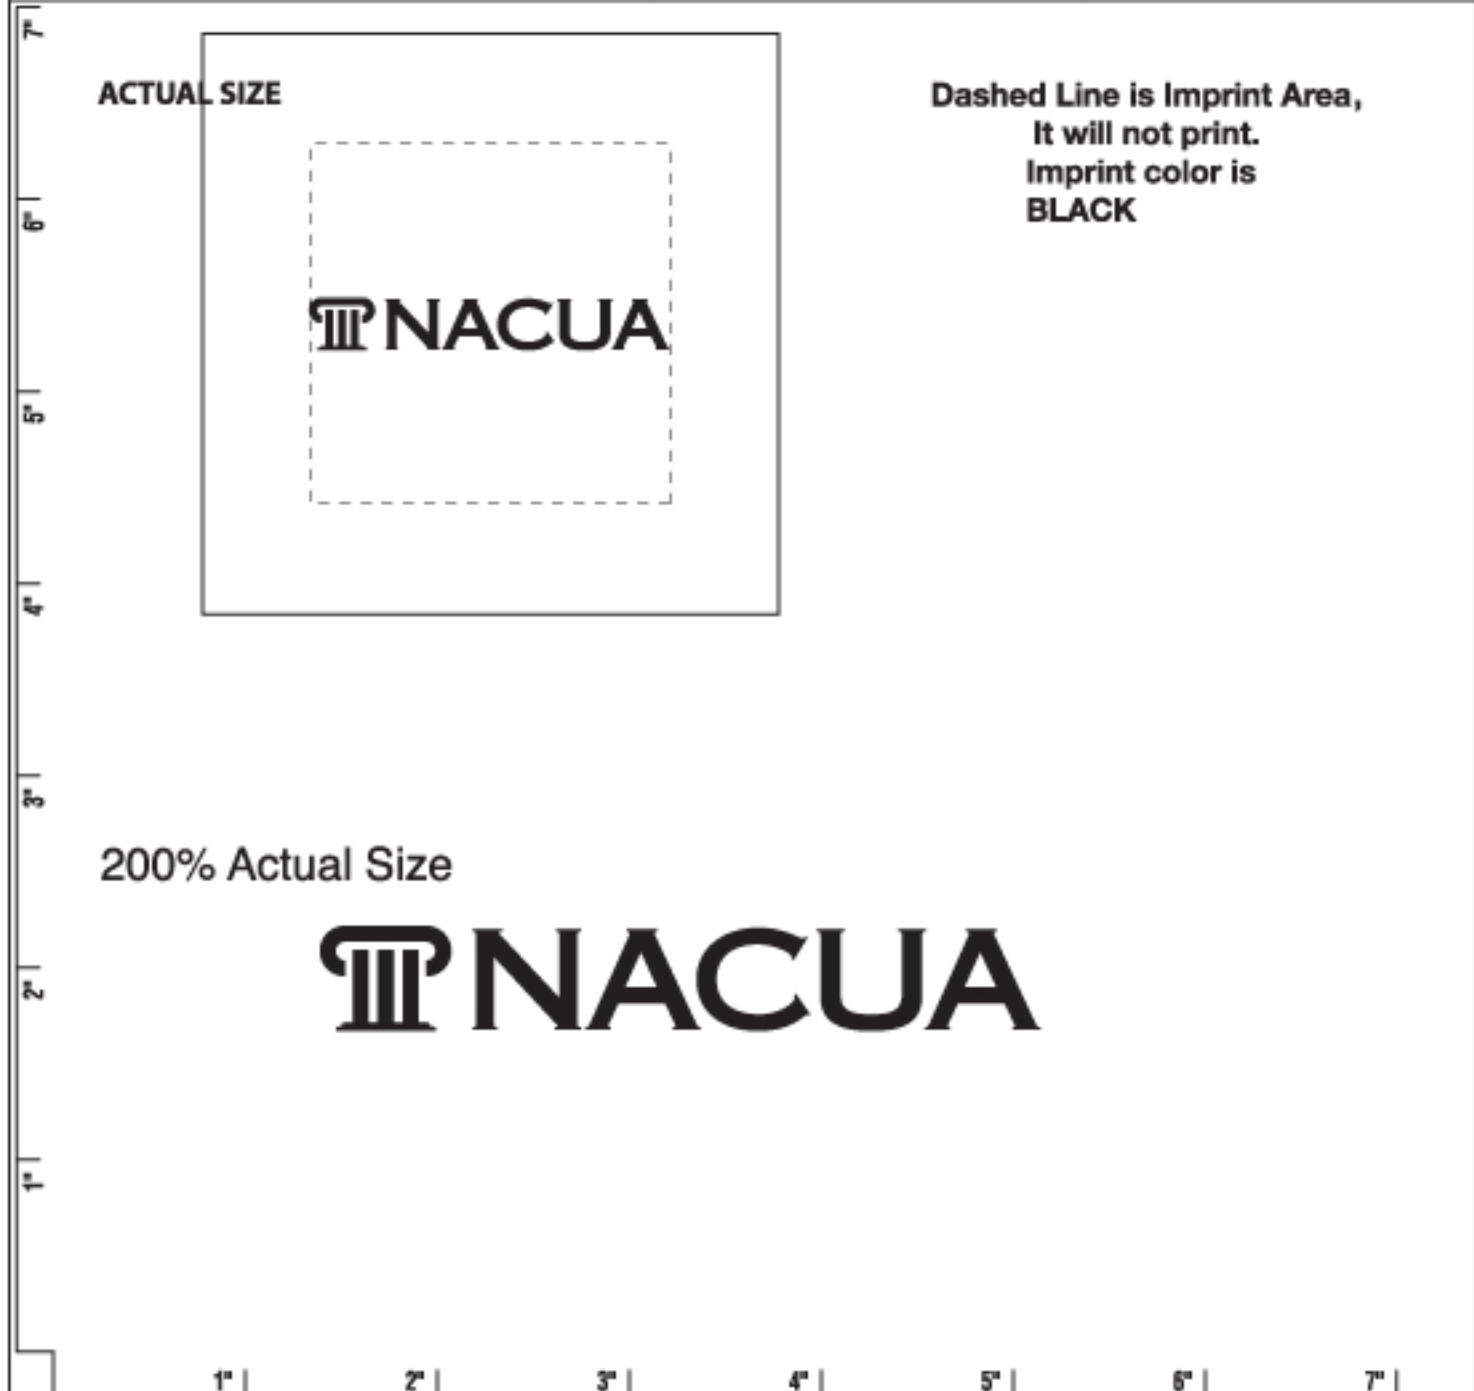 7"
ACTUAL SIZE
Dashed Line is Imprint Area,
It will not print.
Imprint color is
BLACK
6"
NACUA
5"
4"
3"
200% Actual Size
NACUA
2"
1"
1" 2" 3" 4" 5" 6" 7"